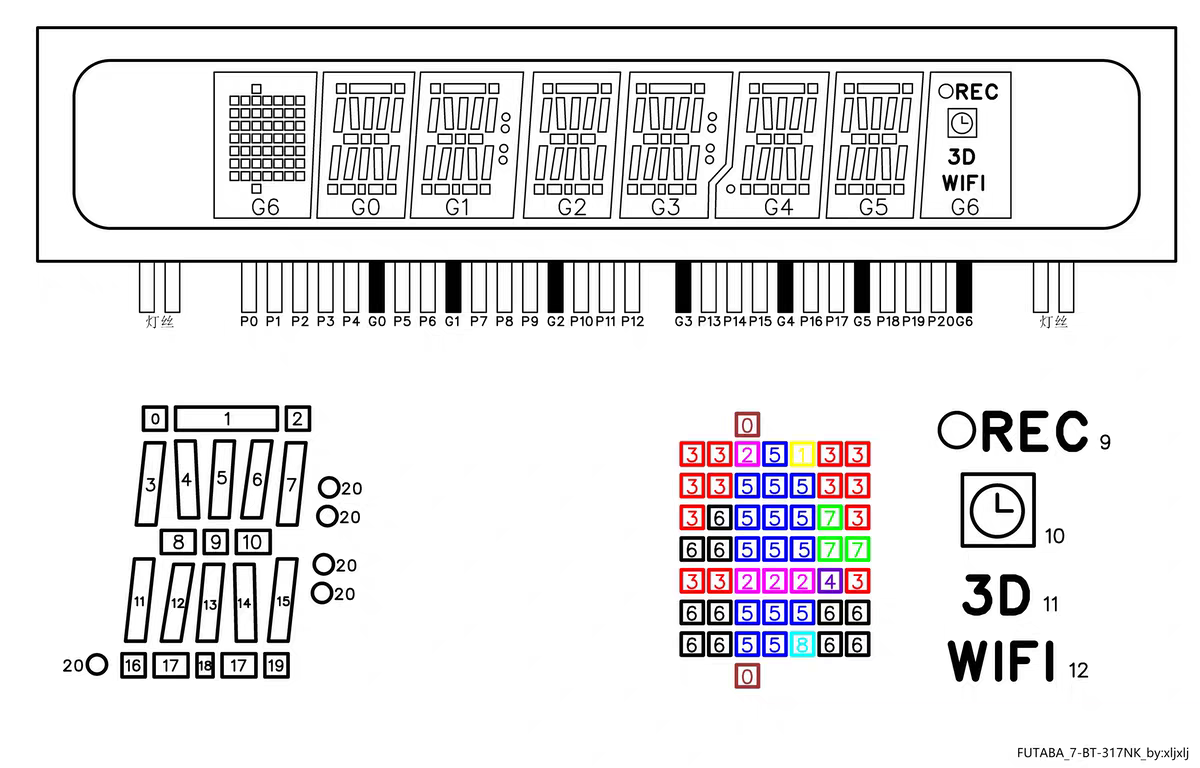 REC
3D
WIFI
G6 G0 G1 G2 G3 G4 G5 G6
灯丝 P0 P1 P2 P3 P4 G0 P5 P6 G1 P7 P8 P9 G2 P10 P11 P12 G3 P13 P14 P15 G4 P16 P17 G5 P18 P19 P20 G6 灯丝
0 1 2
3 4 5 6 7
20
20
8 9 10
20
20
11 12 13 14 15
20 16 17 18 17 19
0
3 3 2 5 1 3 3
3 3 5 5 5 3 3
3 6 5 5 5 7 3
6 6 5 5 5 7 7
3 3 2 2 2 4 3
6 6 5 5 5 6 6
6 6 5 5 8 6 6
0
REC 9
10
3D 11
WIFI 12
FUTABA_7-BT-317NK_by:xljxlj